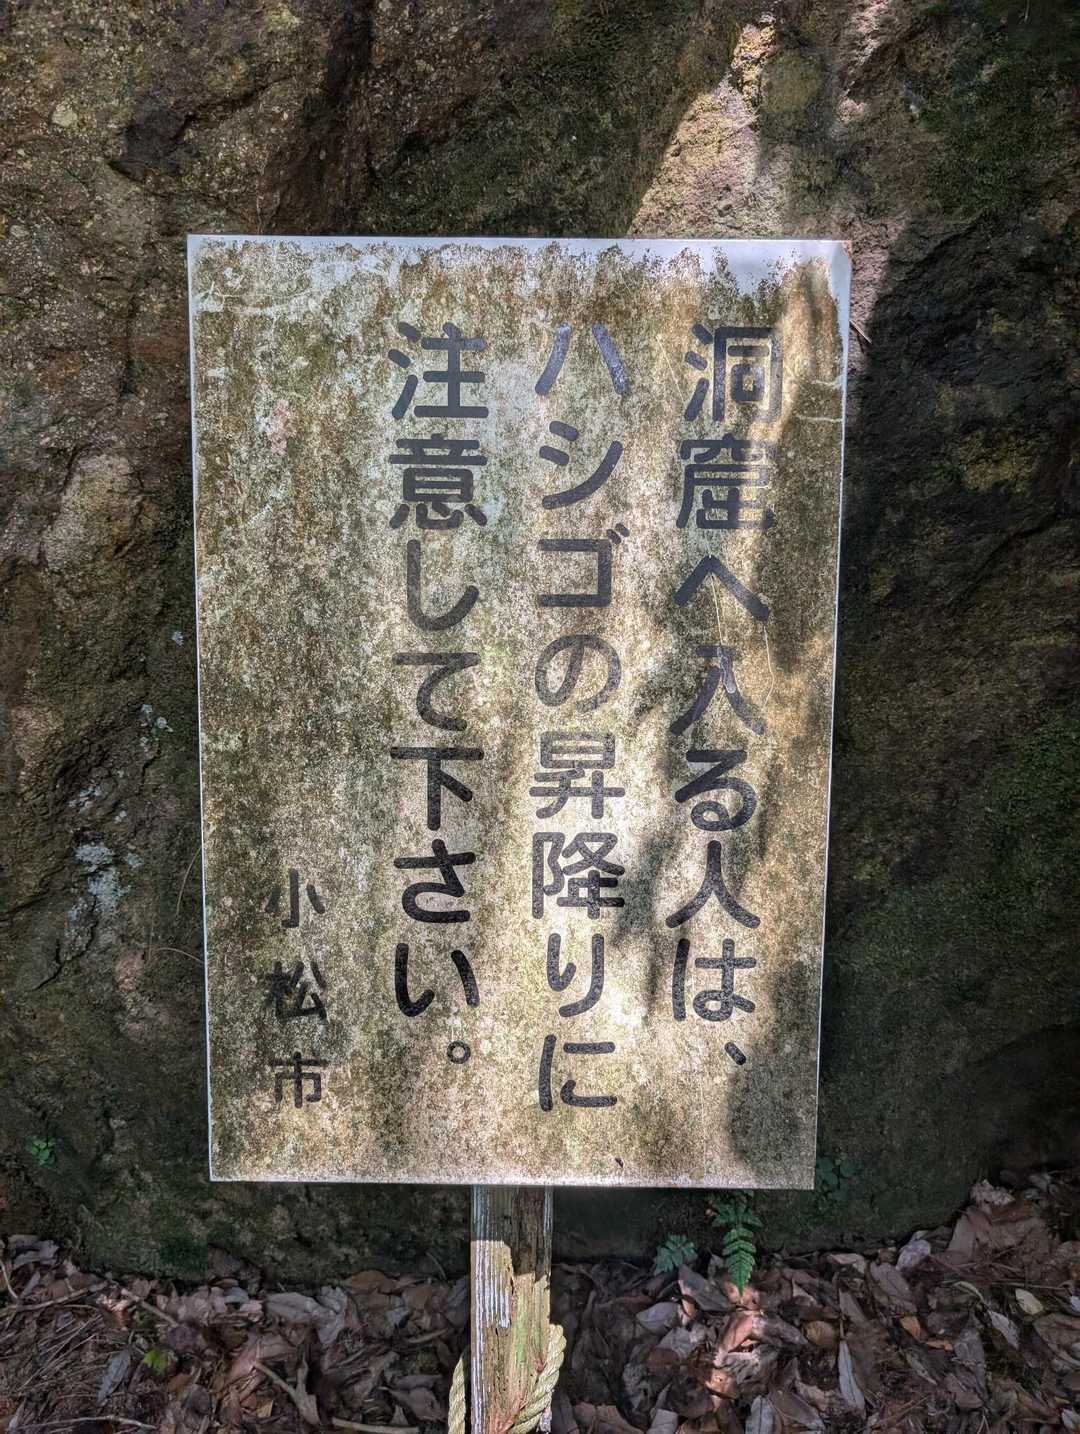 洞窟へ入る人は、
ハシゴの昇降りに
注意して下さい。
小松市